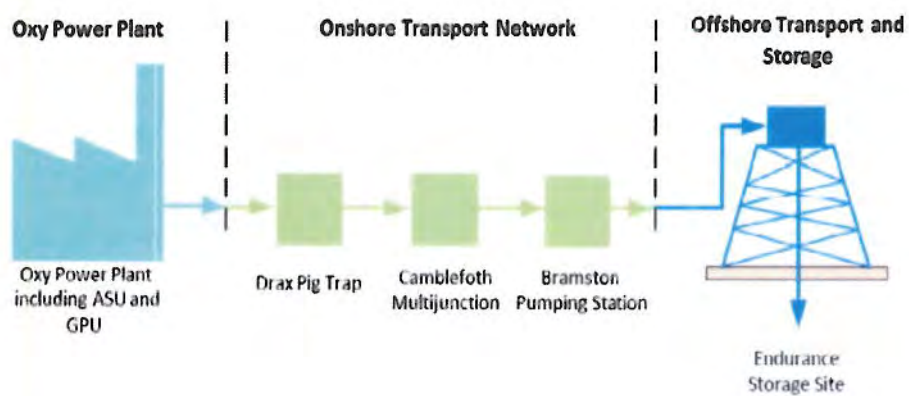 Oxy Power Plant
Onshore Transport Network
Offshore Transport and
Storage
Oxy Power Plant
including ASU and
GPU
Drax Pig Trap
Camblefoth
Multijunction
Bramston
Pumping Station
Endurance
Storage Site